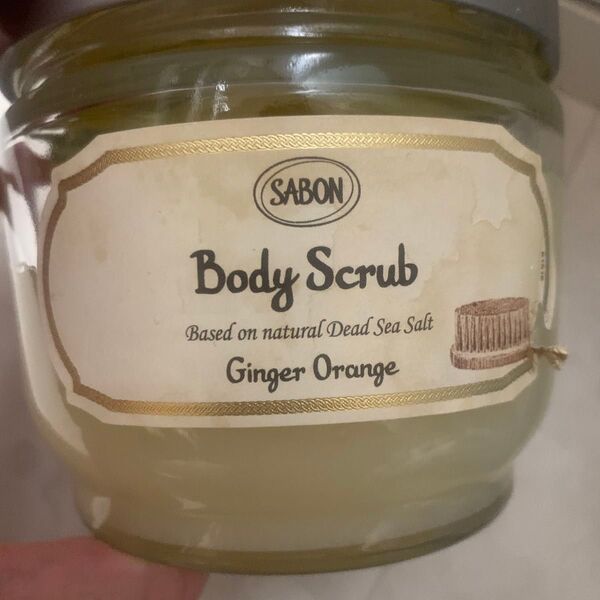 SABON
Body Scrub
Based on natural Dead Sea Salt
Ginger Orange